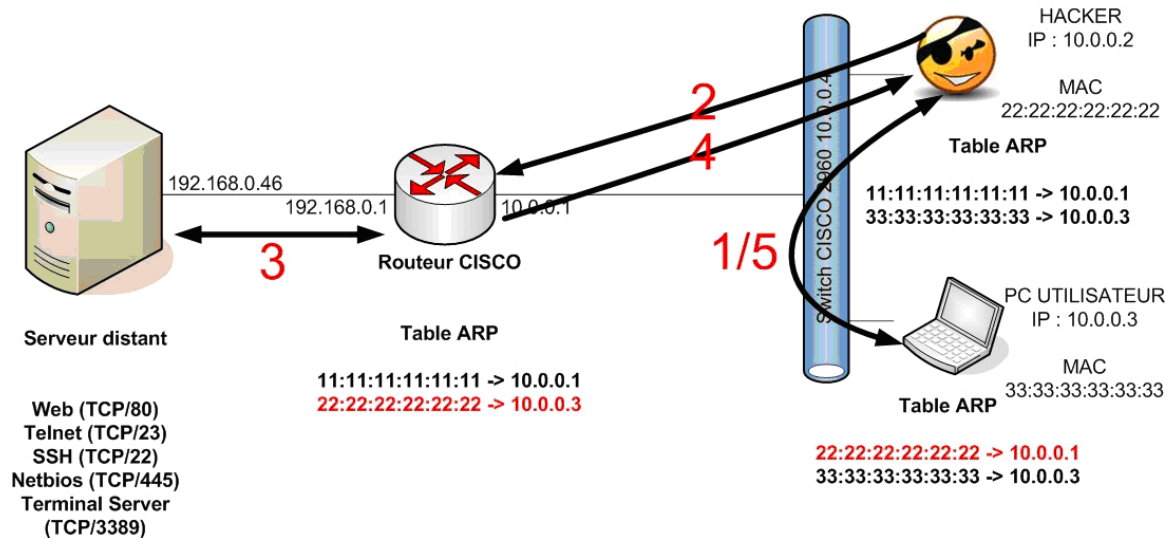 HACKER
IP : 10.0.0.2
MAC
22:22:22:22:22:22
Table ARP
11:11:11:11:11:11 -> 10.0.0.1
33:33:33:33:33:33 -> 10.0.0.3
2
4
Switch CISCO 2960 10.0.0.4
192.168.0.46
192.168.0.1
10.0.0.1
3
1/5
Routeur CISCO
Serveur distant
Table ARP
11:11:11:11:11:11 -> 10.0.0.1
22:22:22:22:22:22 -> 10.0.0.3
PC UTILISATEUR
IP : 10.0.0.3
MAC
33:33:33:33:33:33
Table ARP
22:22:22:22:22:22 -> 10.0.0.1
33:33:33:33:33:33 -> 10.0.0.3
Web (TCP/80)
Telnet (TCP/23)
SSH (TCP/22)
Netbios (TCP/445)
Terminal Server
(TCP/3389)